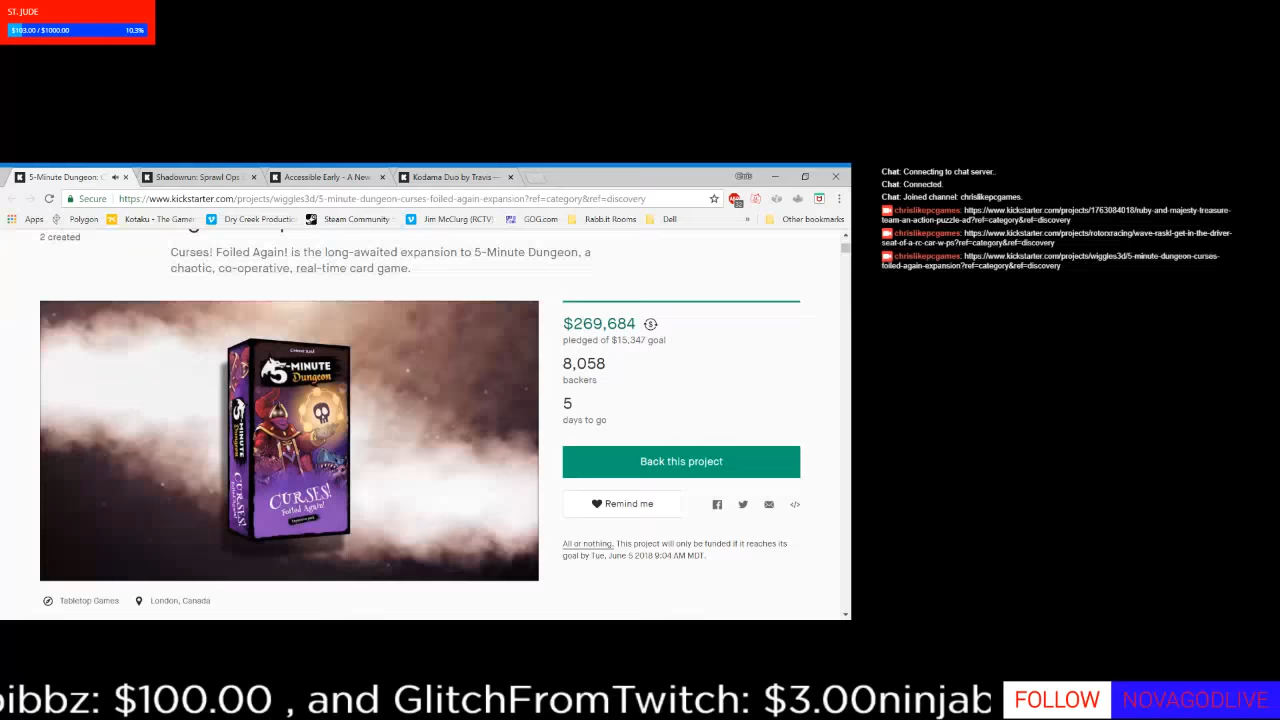 ST. JUDE
$103.00 / $1000.00 10.3%
5-Minute Dungeon: C
Shadowrun: Sprawl Ops
Accessible Early - A New
Kodama Duo by Travis —
Chris
Secure https://www.kickstarter.com/projects/wiggles3d/5-minute-dungeon-curses-foiled-again-expansion?ref=category&ref=discovery
Apps Polygon Kotaku - The Gamer Dry Creek Productio Steam Community Jim McClurg (RCTV) GOG.com Rabbit Rooms Dell Other bookmarks
2 created
Curses! Foiled Again! is the long-awaited expansion to 5-Minute Dungeon, a
chaotic, co-operative, real-time card game.
5-MINUTE
Dungeon
5-MINUTE
Dungeon
CURSES!
Foiled Again!
CURSES!
Foiled Again!
$269,684
pledged of $15,347 goal
8,058
backers
5
days to go
Back this project
Remind me
All or nothing. This project will only be funded if it reaches its
goal by Tue, June 5 2018 9:04 AM MDT.
Tabletop Games London, Canada
Chat: Connecting to chat server..
Chat: Connected.
Chat: Joined channel: chrislikepcgames.
chrislikepcgames: https://www.kickstarter.com/projects/1763084018/ruby-and-majesty-treasure-
team-an-action-puzzle-ad?ref=category&ref=discovery
chrislikepcgames: https://www.kickstarter.com/projects/rotorxracing/wave-raskl-get-in-the-driver-
seat-of-a-rc-car-w-ps?ref=category&ref=discovery
chrislikepcgames: https://www.kickstarter.com/projects/wiggles3d/5-minute-dungeon-curses-
foiled-again-expansion?ref=category&ref=discovery
bibbz: $100.00 , and GlitchFromTwitch: $3.00ninjab
FOLLOW NOVAGODLIVE